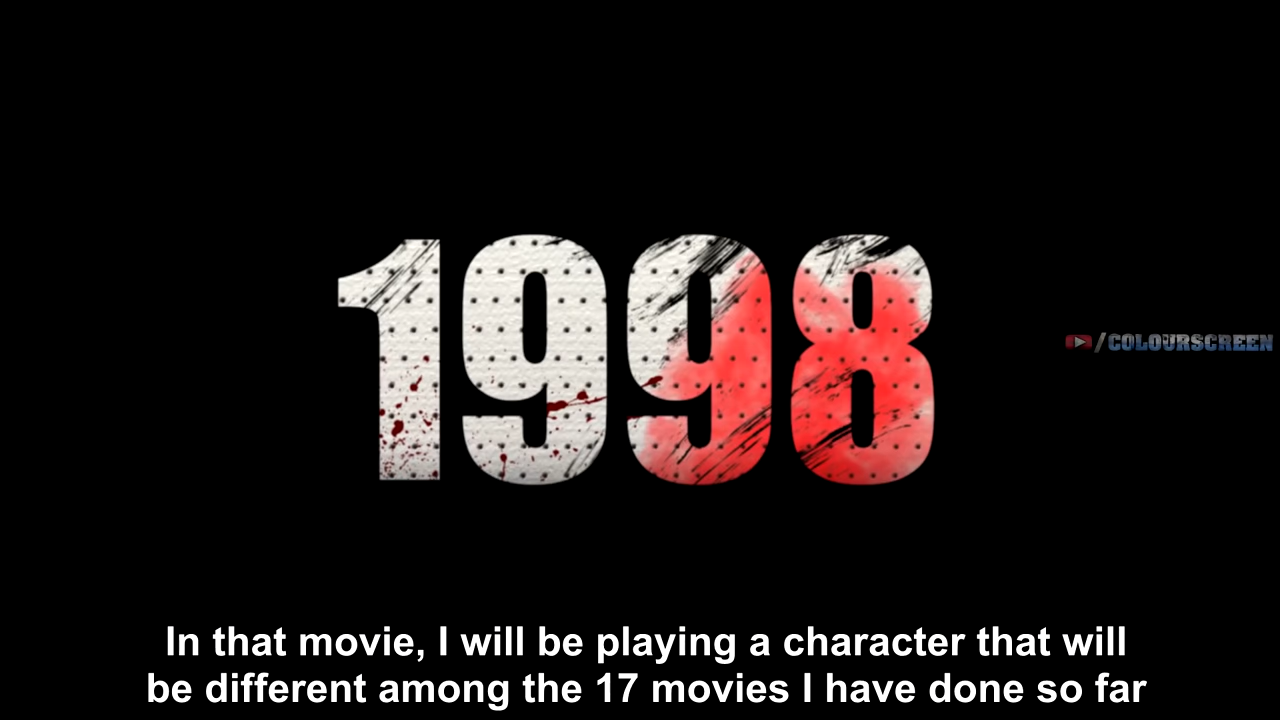 1998
/COLOURSCREEN
In that movie, I will be playing a character that will
be different among the 17 movies I have done so far